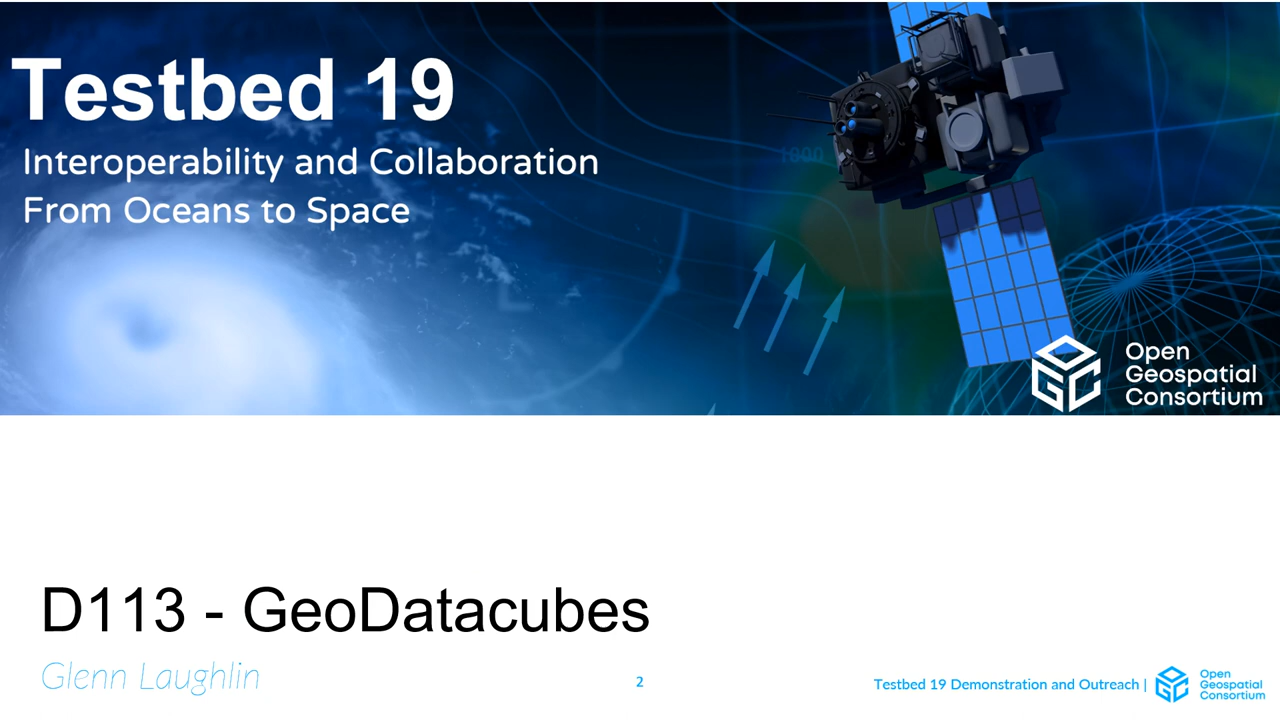 Testbed 19
Interoperability and Collaboration
From Oceans to Space
1000
Open
Geospatial
Consortium
D113 - GeoDatacubes
Glenn Laughlin
2
Testbed 19 Demonstration and Outreach |
Open
Geospatial
Consortium